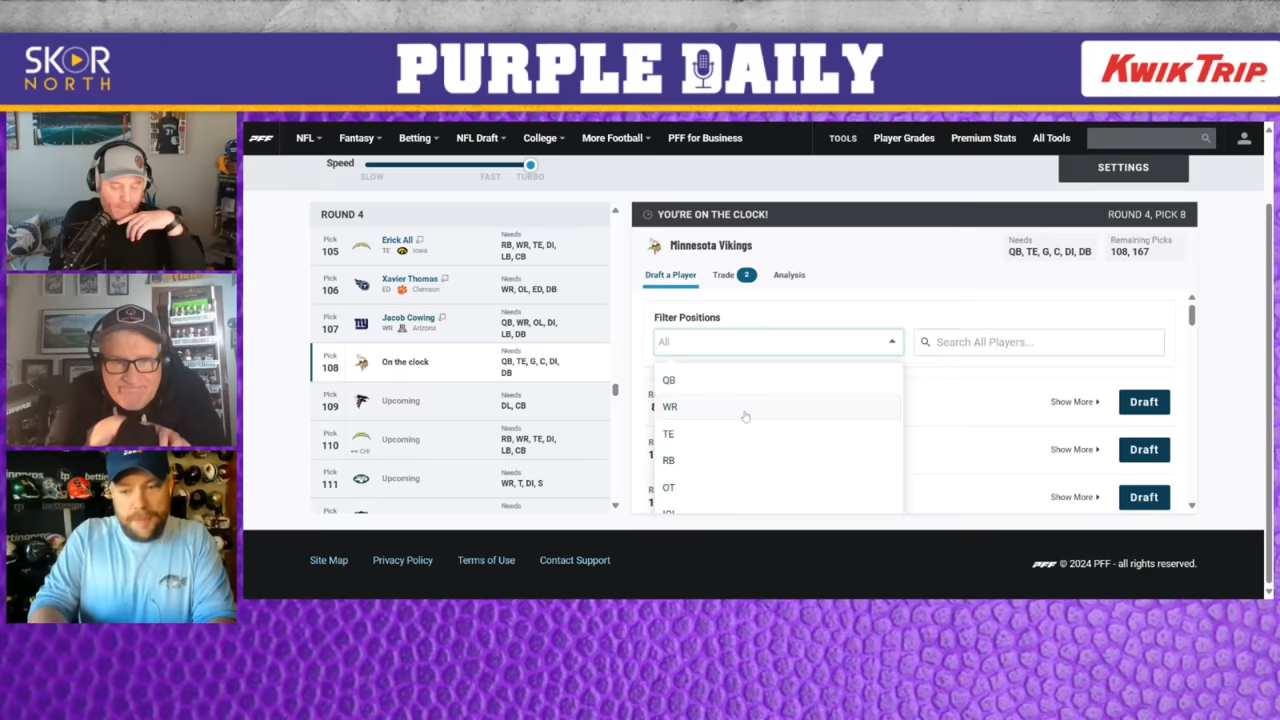 SKOR
NORTH
PURPLE DAILY
KWIK TRIP
PFF
NFL
Fantasy
Betting
NFL Draft
College
More Football
PFF for Business
TOOLS
Player Grades
Premium Stats
All Tools
Speed
SLOW
FAST
TURBO
SETTINGS
ROUND 4
Pick
105
Erick All
TE
Iowa
Needs
RB, WR, TE, DI,
LB, CB
Pick
106
Xavier Thomas
ED
Clemson
Needs
WR, OL, ED, DB
Pick
107
Jacob Cowing
WR
Arizona
Needs
QB, WR, OL, DI,
LB, DB
Pick
108
On the clock
Needs
QB, TE, G, C, DI,
DB
Pick
109
Upcoming
Needs
DL, CB
Pick
110
Upcoming
↔ CHI
Needs
RB, WR, TE, DI,
LB, CB
Pick
111
Upcoming
Needs
WR, T, DI, S
Pick
Needs
YOU'RE ON THE CLOCK!
ROUND 4, PICK 8
Minnesota Vikings
Needs
QB, TE, G, C, DI, DB
Remaining Picks
108, 167
Draft a Player
Trade 2
Analysis
Filter Positions
All
Search All Players...
QB
WR
TE
RB
OT
Show More
Draft
Show More
Draft
Show More
Draft
Site Map
Privacy Policy
Terms of Use
Contact Support
PFF © 2024 PFF - all rights reserved.